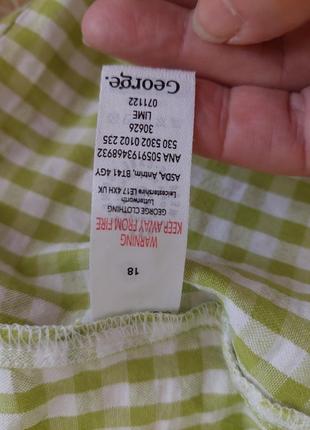 18
WARNING
KEEP AWAY FROM FIRE
GEORGE CLOTHING
Lutterworth
Leicestershire LE17 4XH UK
ASDA, Antrim, BT41 4GY
ANA 5059193468932
530 5302 0102 235
30626
LIME
071122
George.